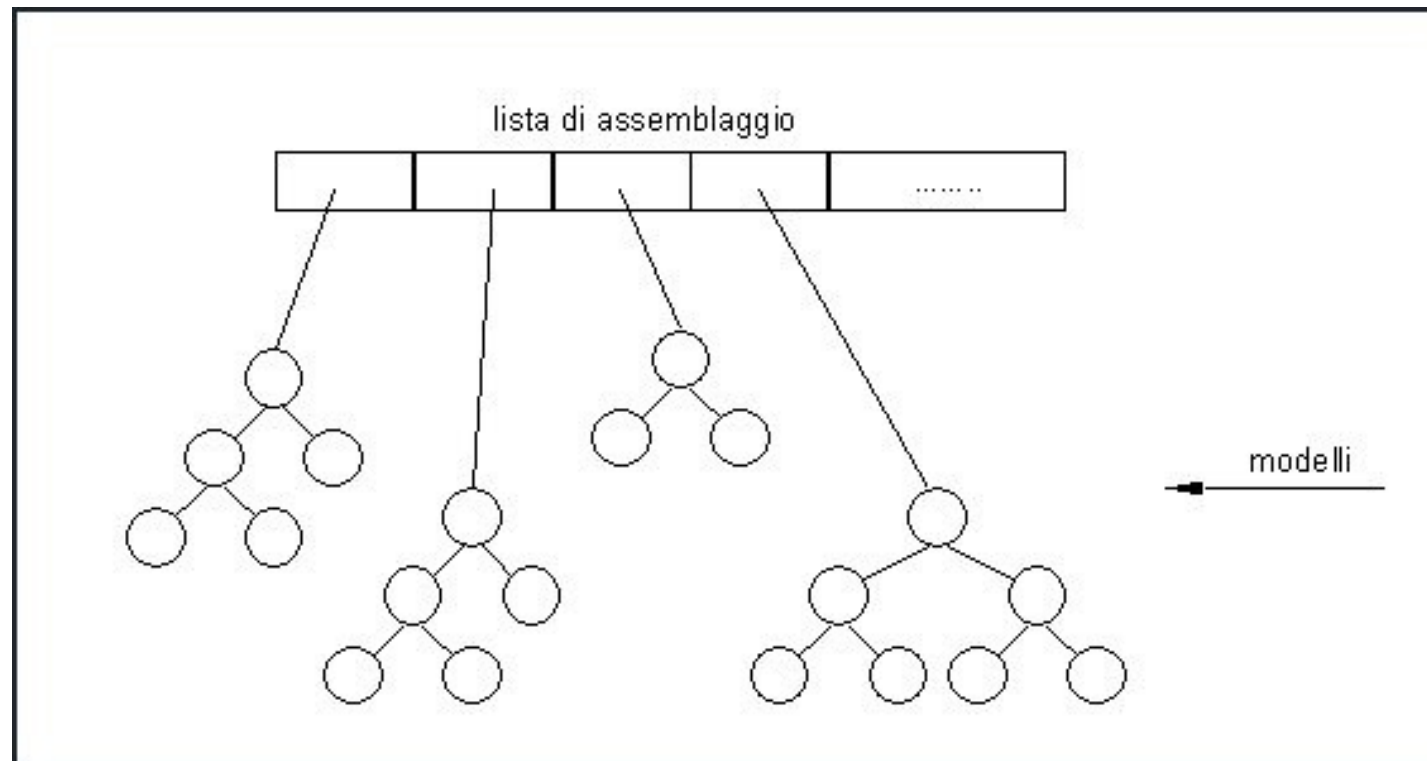 lista di assemblaggio
........
modelli